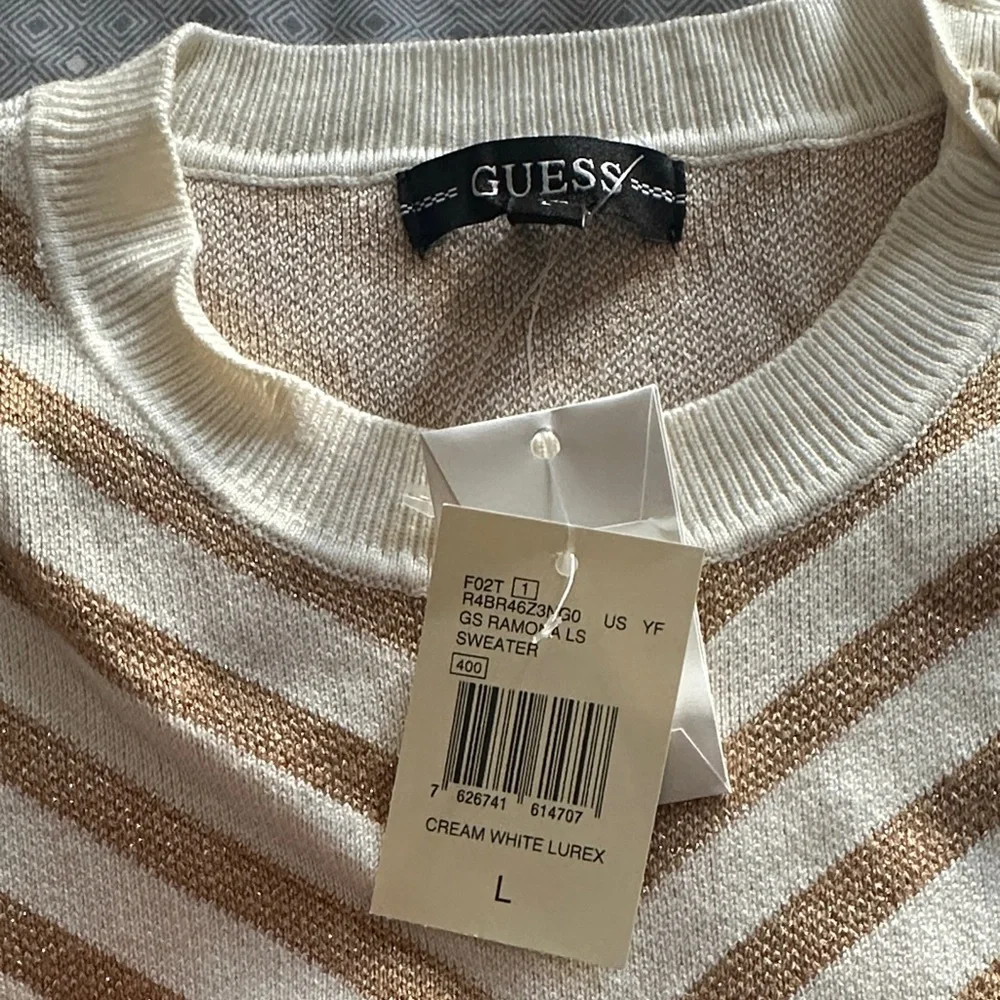 GUESS
F02T 1
R4BR46Z3NG0 US YF
GS RAMONA LS
SWEATER
400
7 626741 614707
CREAM WHITE LUREX
L